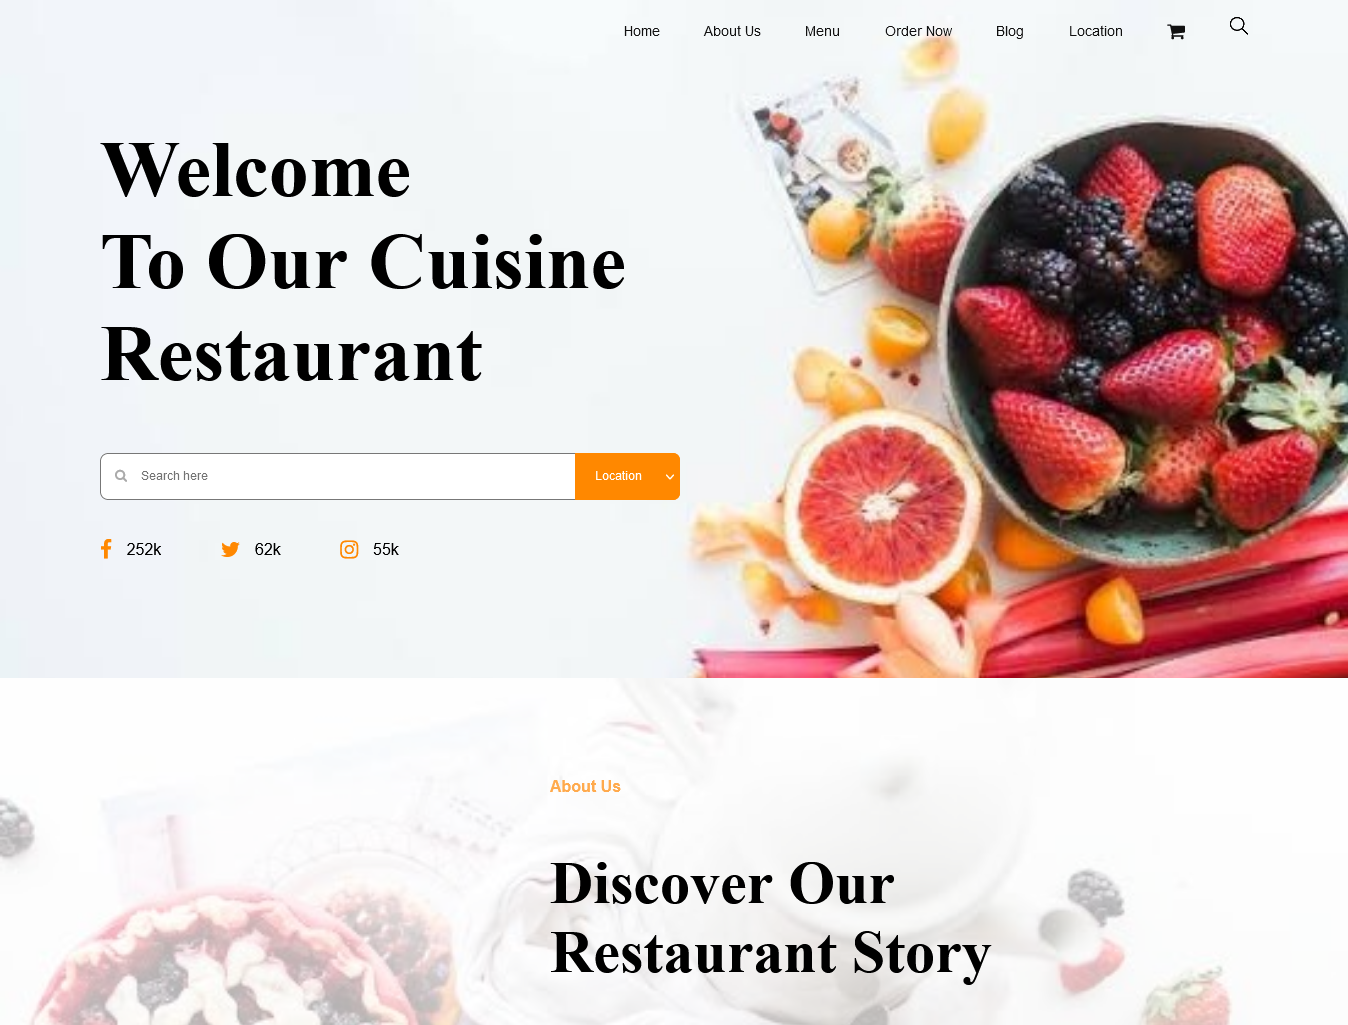 Home About Us Menu Order Now Blog Location
Welcome
To Our Cuisine
Restaurant
Search here Location
252k 62k 55k
About Us
Discover Our
Restaurant Story